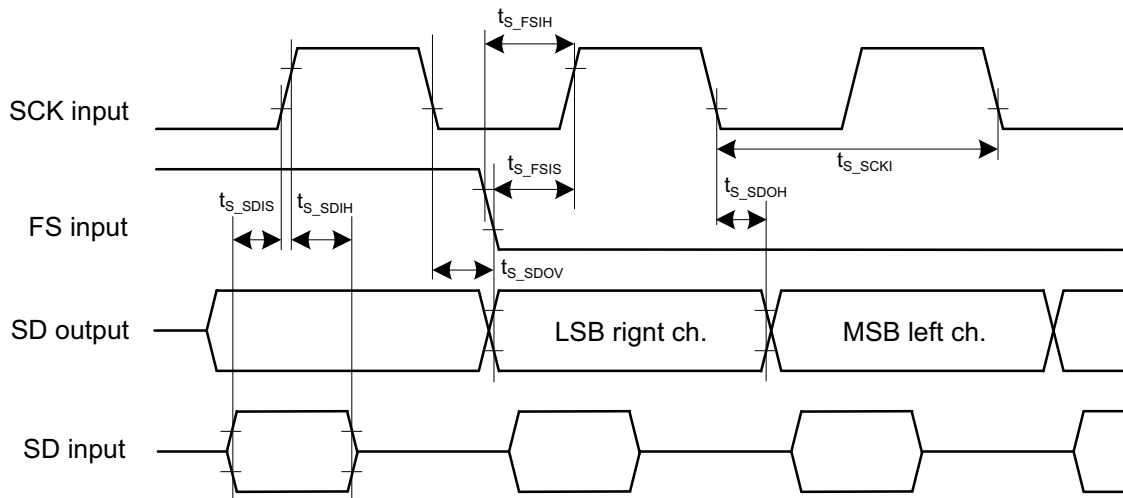 t_S_FSIH
SCK input
t_S_FSIS
t_S_SCKI
t_S_SDIS
t_S_SDIH
t_S_SDOH
FS input
t_S_SDOV
SD output
LSB rignt ch.
MSB left ch.
SD input